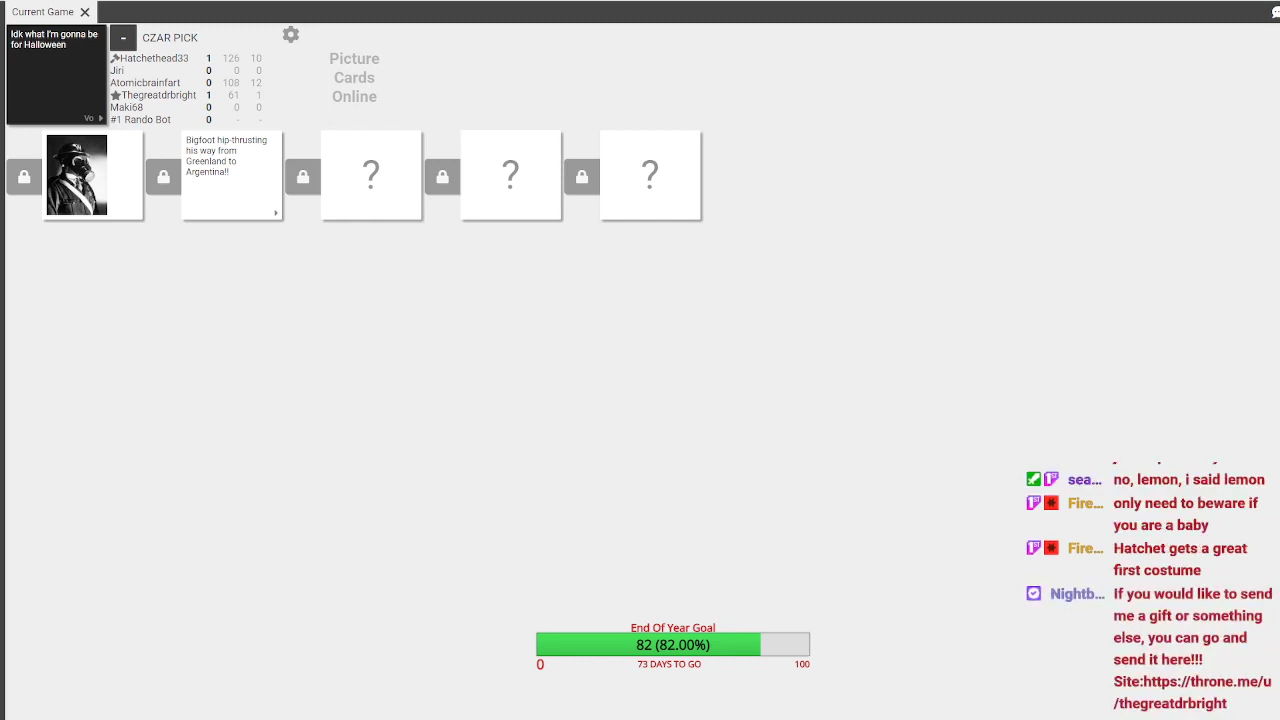 Current Game
Idk what I'm gonna be
for Halloween
Vo
-
CZAR PICK
Hatchethead33 1 126 10
Jiri 0 0 0
Atomicbrainfart 0 108 12
Thegreatdrbright 1 61 1
Maki68 0 0 0
#1 Rando Bot 0 - -
Picture
Cards
Online
Bigfoot hip-thrusting
his way from
Greenland to
Argentina!!
?
?
?
sea... no, lemon, i said lemon
Fire... only need to beware if
you are a baby
Fire... Hatchet gets a great
first costume
Nightb... If you would like to send
me a gift or something
else, you can go and
send it here!!!
Site:https://throne.me/u
/thegreatdrbright
End Of Year Goal
82 (82.00%)
0 73 DAYS TO GO 100